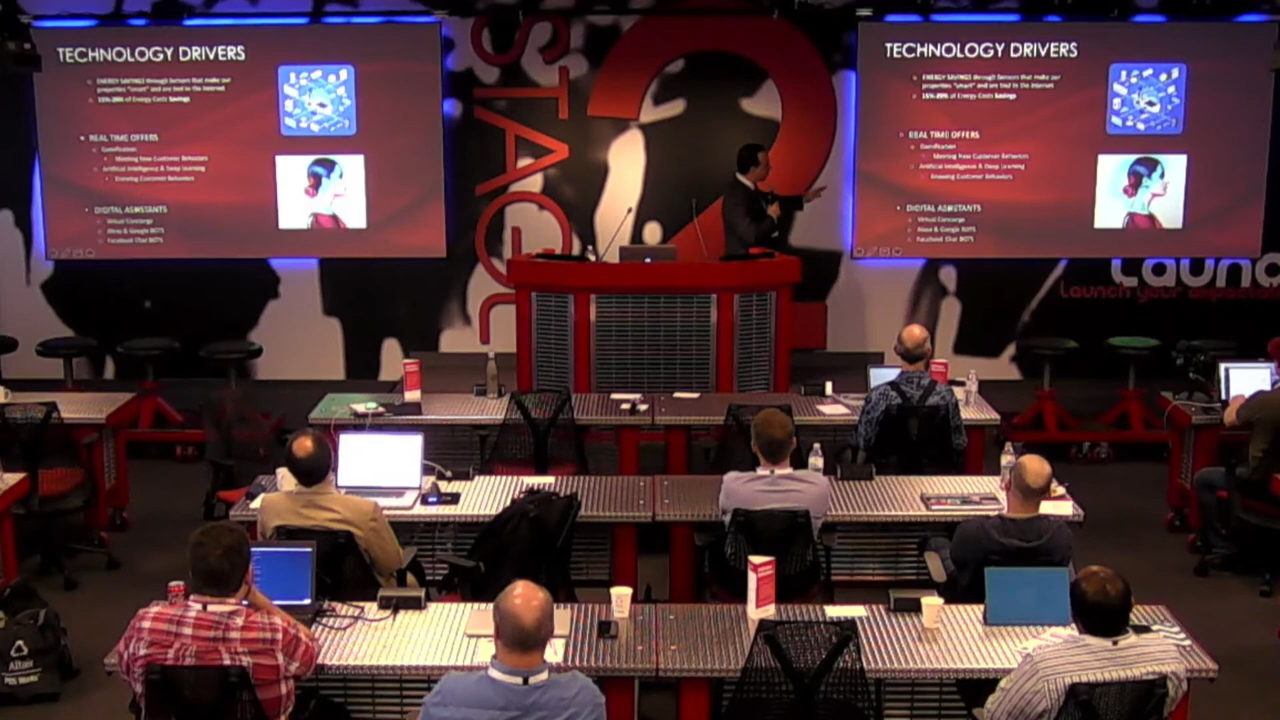 TECHNOLOGY DRIVERS
ENERGY SAVINGS through Sensors that make our
properties "smart" and are tied to the internet
15%-20% of Energy Costs Savings
REAL TIME OFFERS
Gamification
Meeting New Customer Behaviors
Artificial Intelligence & Deep Learning
Knowing Customer Behaviors
DIGITAL ASSISTANTS
Virtual Concierge
Alexa & Google BOTS
Facebook Chat BOTS
STAGE
2
TECHNOLOGY DRIVERS
ENERGY SAVINGS through Sensors that make our
properties "smart" and are tied to the internet
15%-20% of Energy Costs Savings
REAL TIME OFFERS
Gamification
Meeting New Customer Behaviors
Artificial Intelligence & Deep Learning
Knowing Customer Behaviors
DIGITAL ASSISTANTS
Virtual Concierge
Alexa & Google BOTS
Facebook Chat BOTS
Launc
Launch your
Altair
PBS Works